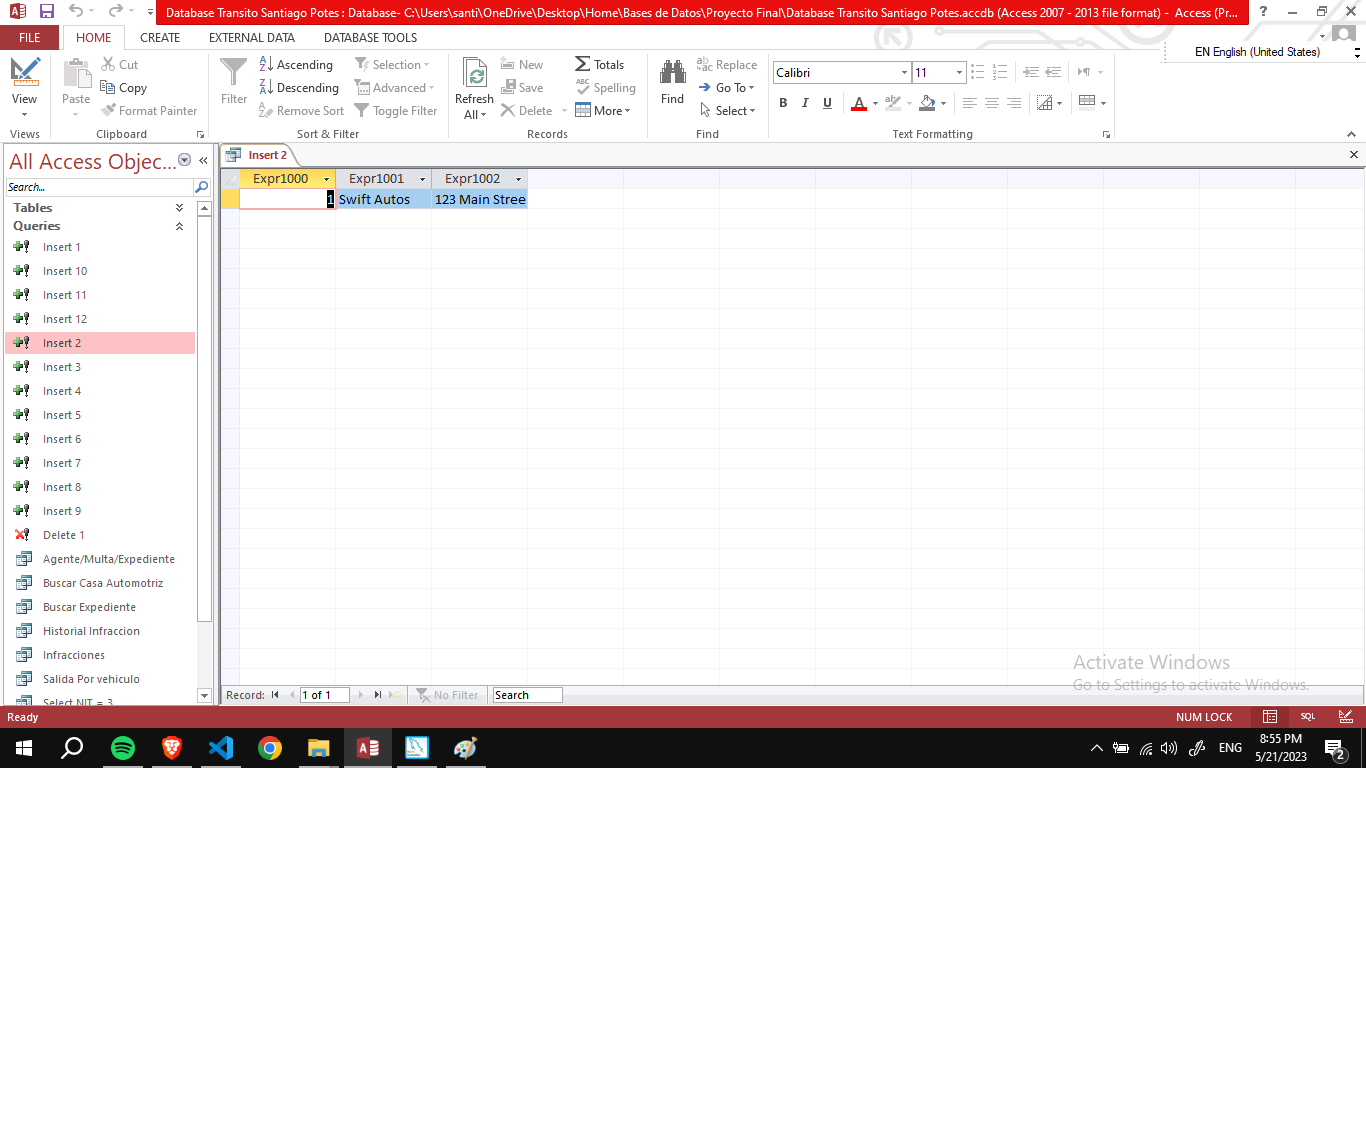 Database Transito Santiago Potes : Database- C:\Users\santi\OneDrive\Desktop\Home\Bases de Datos\Proyecto Final\Database Transito Santiago Potes.accdb (Access 2007 - 2013 file format) - Access (Pr...
FILE HOME CREATE EXTERNAL DATA DATABASE TOOLS
EN English (United States)
View
Views
Paste
Cut
Copy
Format Painter
Clipboard
Filter
Ascending
Descending
Remove Sort
Selection
Advanced
Toggle Filter
Sort & Filter
Refresh
All
New
Save
Delete
Totals
Spelling
More
Records
Find
Replace
Go To
Select
Find
Calibri 11
B I U A
Text Formatting
All Access Objec...
Search...
Tables
Queries
Insert 1
Insert 10
Insert 11
Insert 12
Insert 2
Insert 3
Insert 4
Insert 5
Insert 6
Insert 7
Insert 8
Insert 9
Delete 1
Agente/Multa/Expediente
Buscar Casa Automotriz
Buscar Expediente
Historial Infraccion
Infracciones
Salida Por vehiculo
Select NIT = 3
Insert 2
Expr1000 Expr1001 Expr1002
1 Swift Autos 123 Main Stree
Activate Windows
Go to Settings to activate Windows.
Record: 1 of 1 No Filter Search
Ready NUM LOCK SQL
ENG
8:55 PM
5/21/2023
2